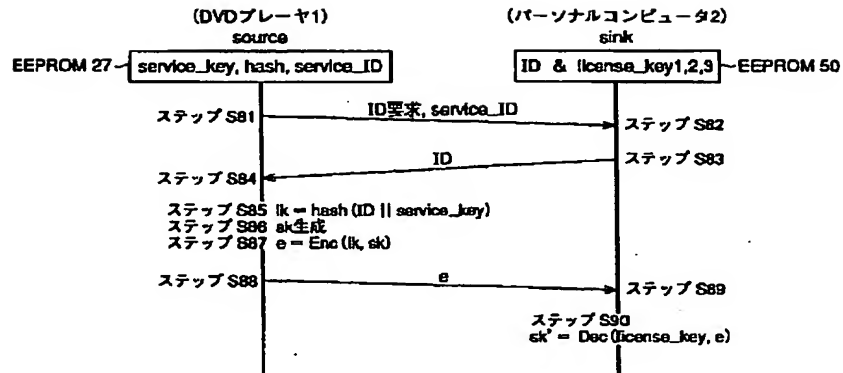 (DVDプレーヤ1) (パーソナルコンピュータ2)
source sink
EEPROM 27 service_key, hash, service_ID ID & license_key1,2,3 EEPROM 50
ステップ S81 ID要求, service_ID ステップ S82
ID ステップ S83
ステップ S84
ステップ S85 lk = hash (ID || service_key)
ステップ S86 sk生成
ステップ S87 e = Enc (lk, sk)
ステップ S88 e ステップ S89
ステップ S90
sk' = Dec (license_key, e)